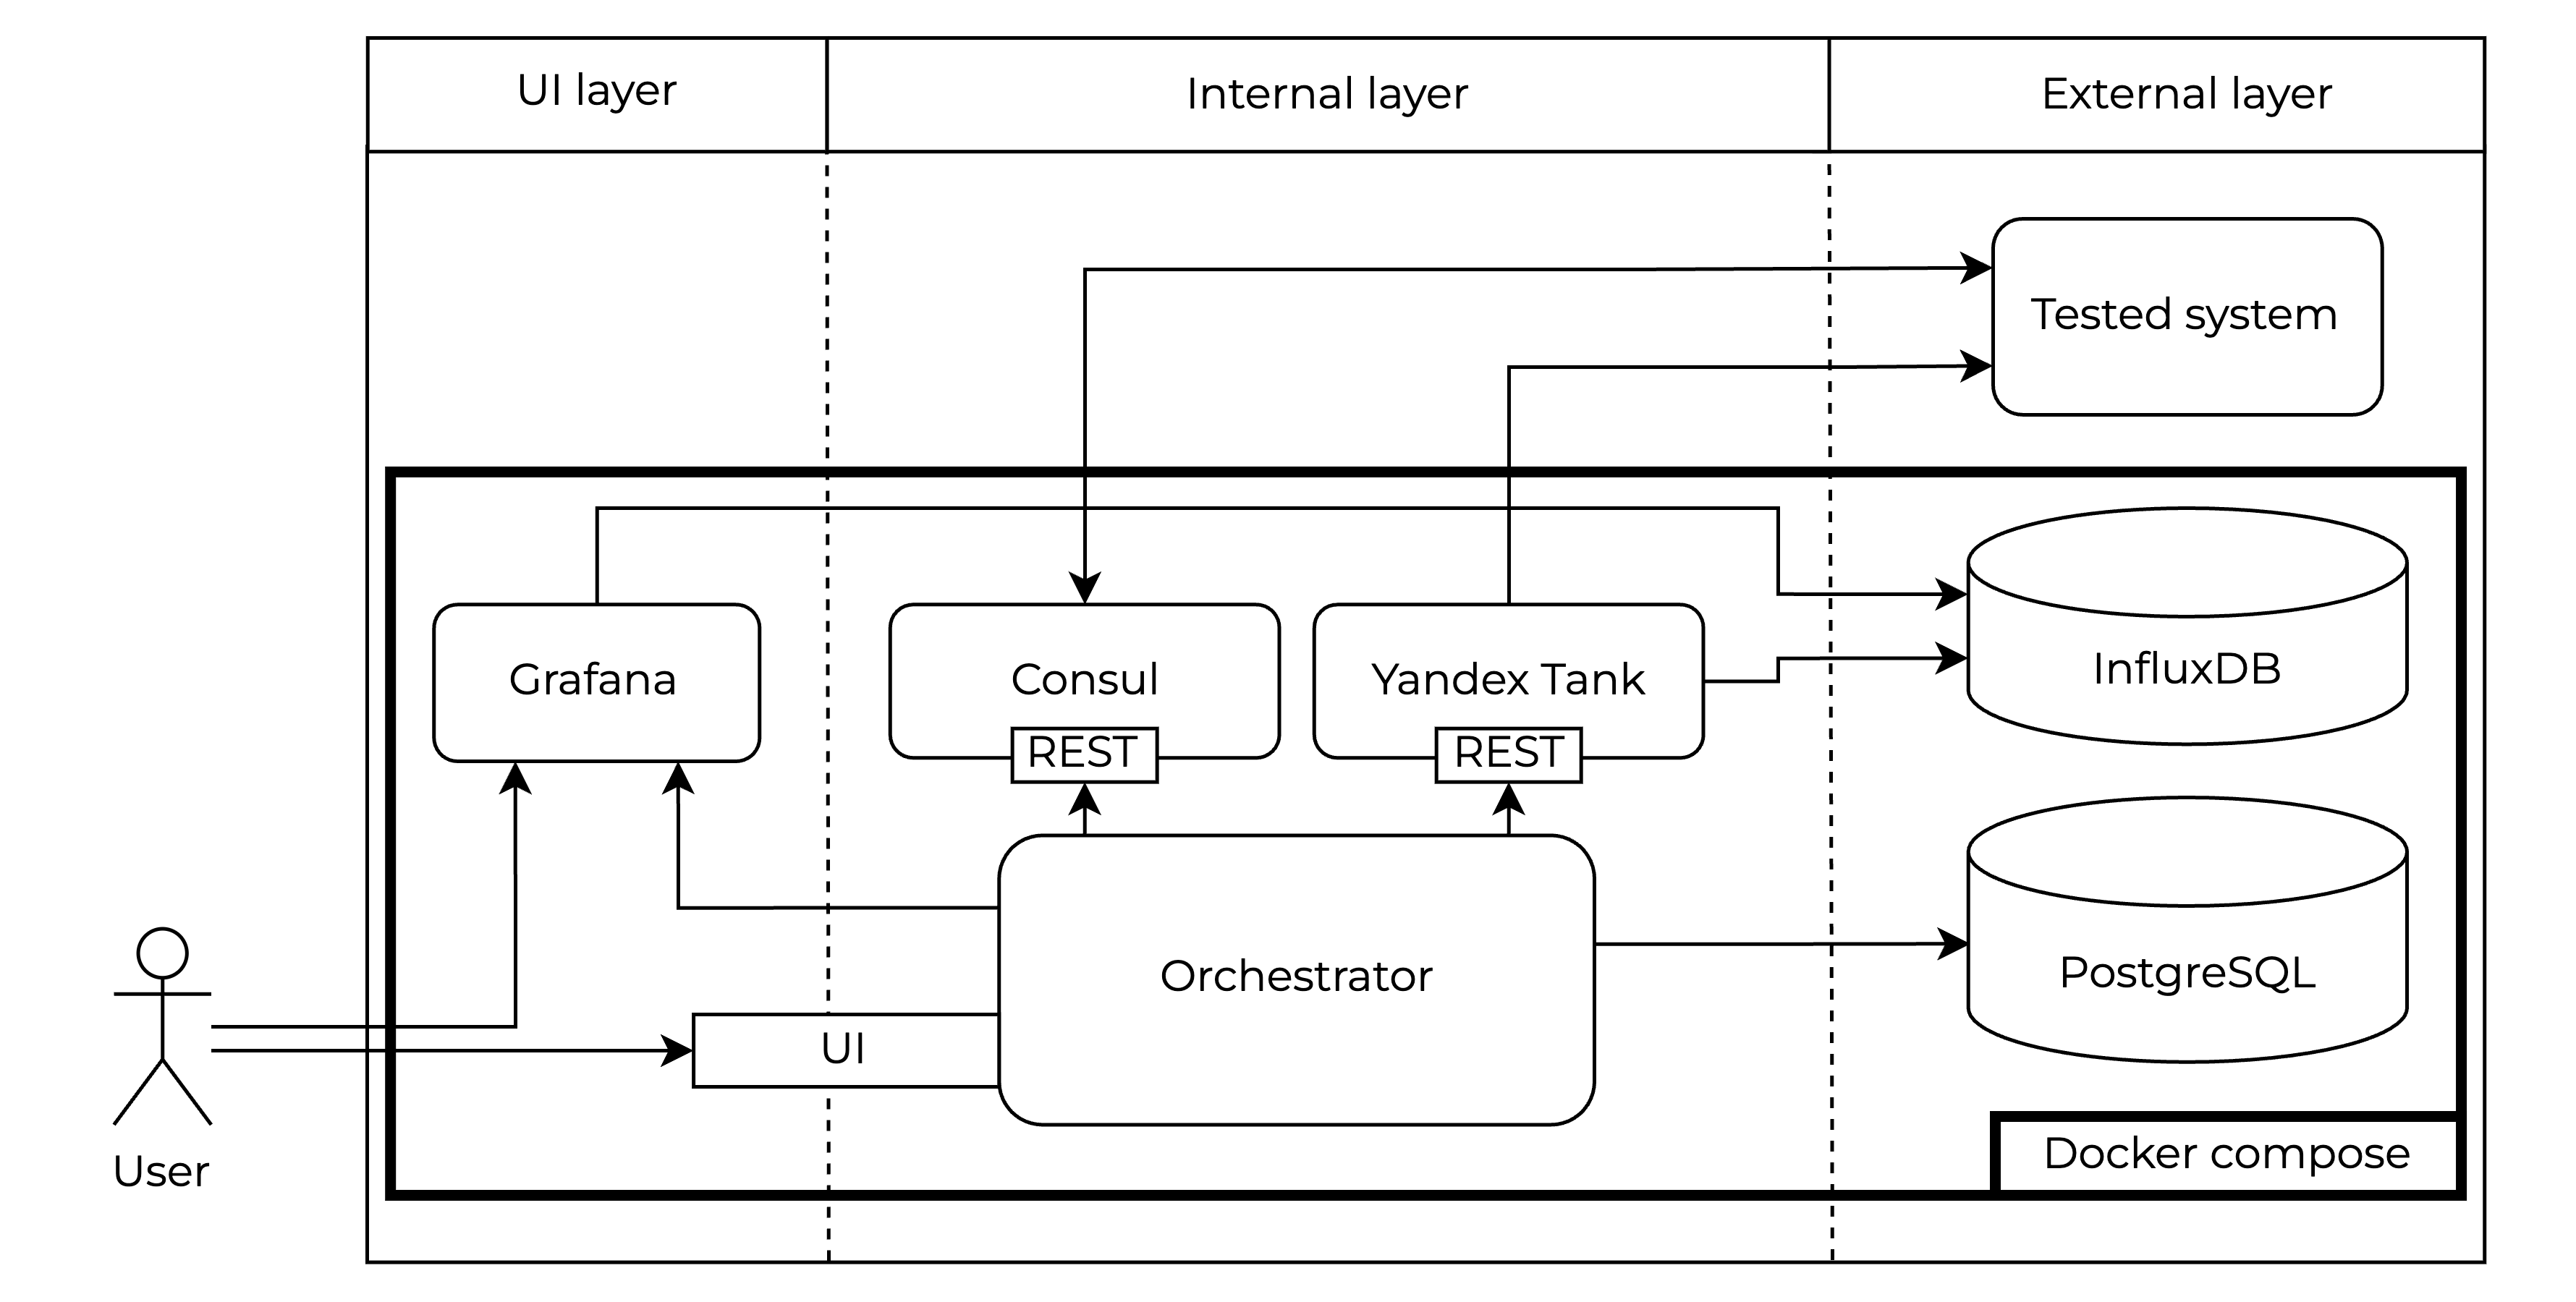 UI layer
Internal layer
External layer
Tested system
Grafana
Consul
REST
Yandex Tank
REST
InfluxDB
Orchestrator
PostgreSQL
UI
User
Docker compose